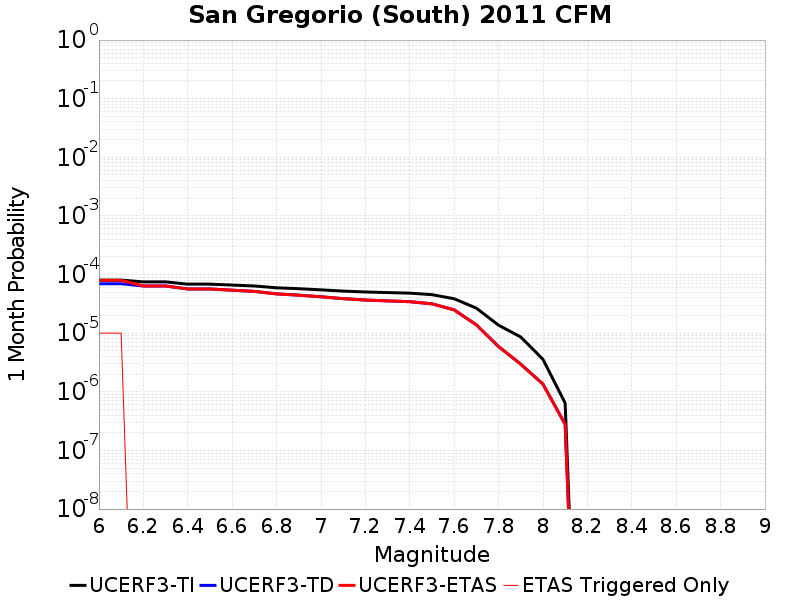 San Gregorio (South) 2011 CFM
1 Month Probability
10^0
10^-1
10^-2
10^-3
10^-4
10^-5
10^-6
10^-7
10^-8
6 6.2 6.4 6.6 6.8 7 7.2 7.4 7.6 7.8 8 8.2 8.4 8.6 8.8 9
Magnitude
UCERF3-TI UCERF3-TD UCERF3-ETAS ETAS Triggered Only